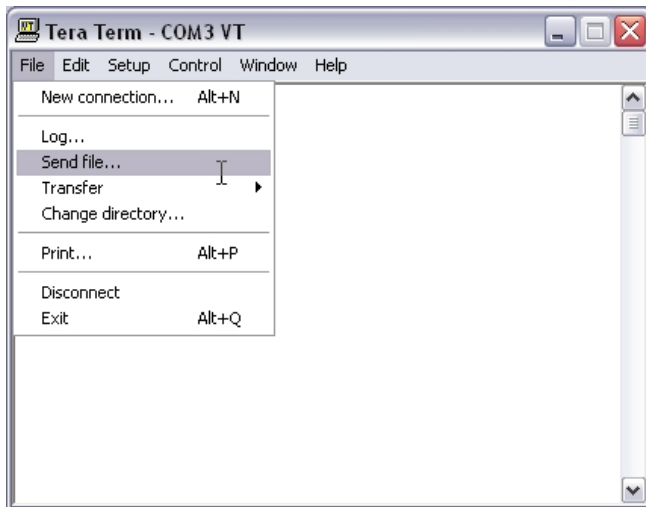 Tera Term - COM3 VT
File Edit Setup Control Window Help
New connection... Alt+N
Log...
Send file...
Transfer
Change directory...
Print... Alt+P
Disconnect
Exit Alt+Q